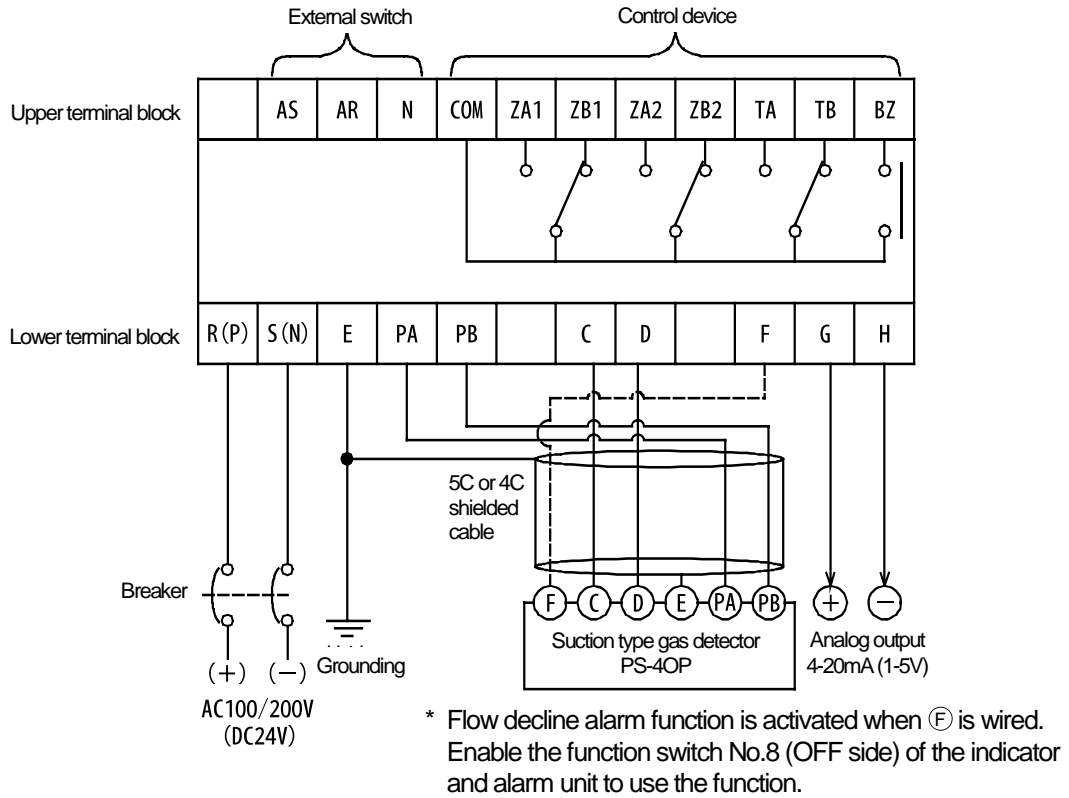 External switch
Control device
Upper terminal block
AS AR N COM ZA1 ZB1 ZA2 ZB2 TA TB BZ
Lower terminal block
R(P) S(N) E PA PB C D F G H
5C or 4C
shielded
cable
Breaker
F C D E PA PB + −
Suction type gas detector
PS-4OP
Analog output
4-20mA (1-5V)
Grounding
(+) (−)
AC100/200V
(DC24V)
* Flow decline alarm function is activated when Ⓕ is wired.
Enable the function switch No.8 (OFF side) of the indicator
and alarm unit to use the function.